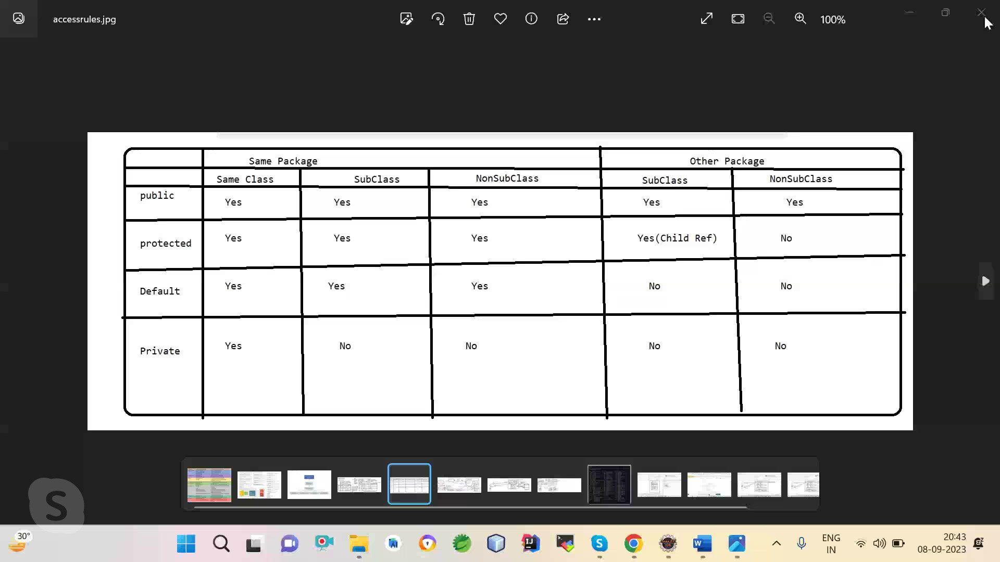 accessrules.jpg
100%
Same Package Other Package
Same Class SubClass NonSubClass SubClass NonSubClass
public Yes Yes Yes Yes Yes
protected Yes Yes Yes Yes(Child Ref) No
Default Yes Yes Yes No No
Private Yes No No No No
S
30°
ENG
IN
20:43
08-09-2023